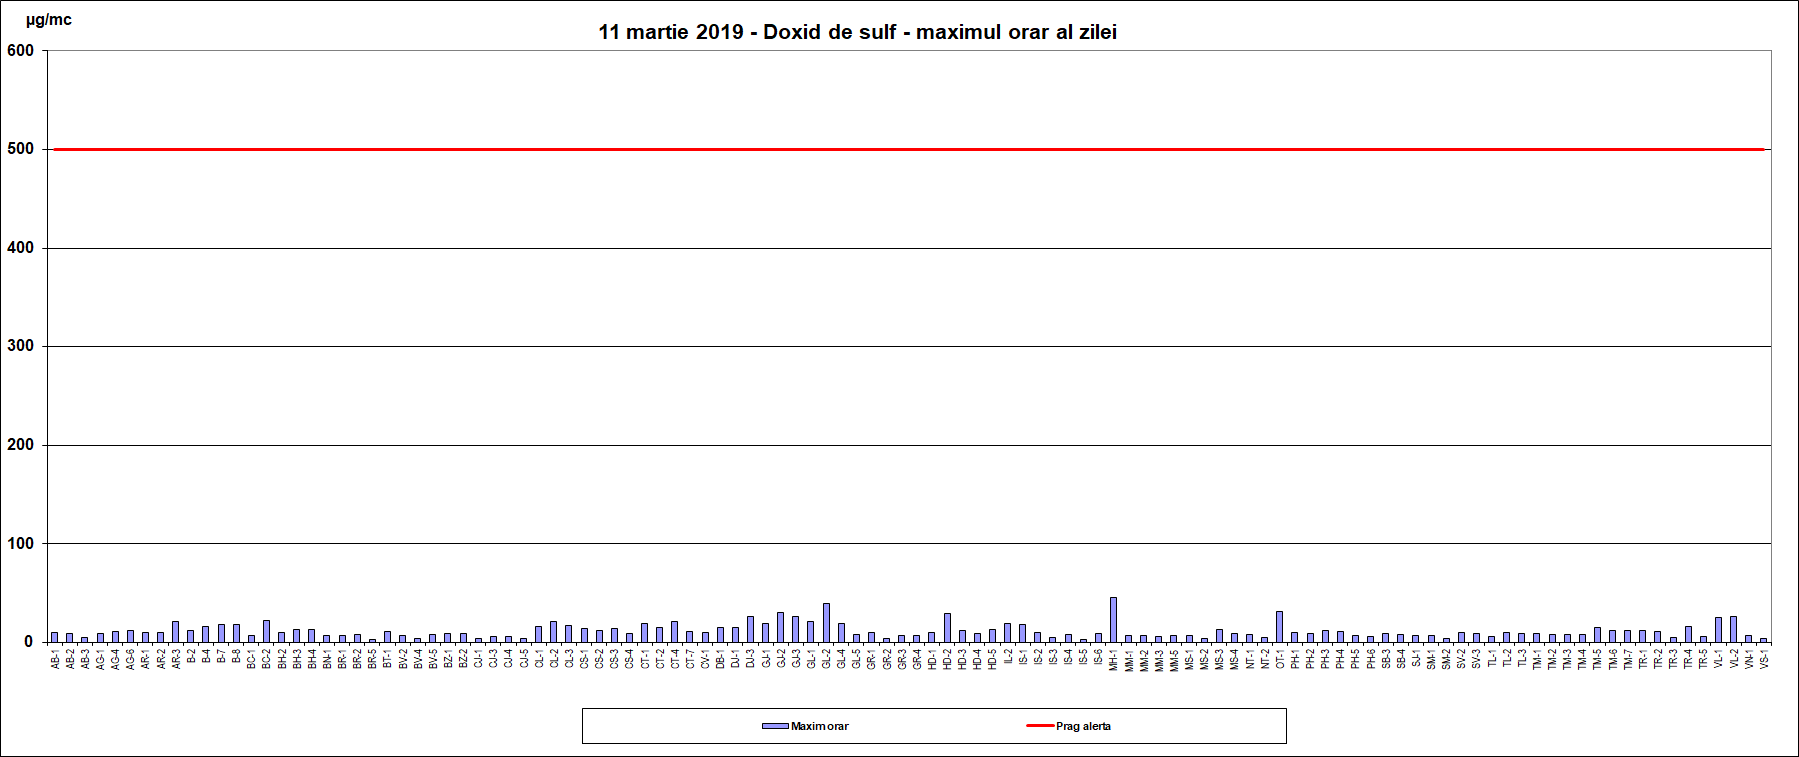 µg/mc
11 martie 2019 - Doxid de sulf - maximul orar al zilei
600
500
400
300
200
100
0
AB-1 AB-2 AB-3 AG-1 AG-4 AG-6 AR-1 AR-2 AR-3 B-2 B-4 B-7 B-8 BC-1 BC-2 BH-2 BH-3 BH-4 BN-1 BR-1 BR-2 BR-5 BT-1 BV-2 BV-4 BV-5 BZ-1 BZ-2 CJ-1 CJ-3 CJ-4 CJ-5 CL-1 CL-2 CL-3 CS-1 CS-2 CS-3 CS-4 CT-1 CT-2 CT-4 CT-7 CV-1 DB-1 DJ-1 DJ-3 GJ-1 GJ-2 GJ-3 GL-1 GL-2 GL-4 GL-5 GR-1 GR-3 GR-4 HD-1 HD-2 HD-3 HD-4 HD-5 IL-2 IS-1 IS-2 IS-3 IS-4 IS-5 IS-6 MH-1 MM-1 MM-2 MM-3 MM-5 MS-1 MS-2 MS-3 MS-4 NT-1 NT-2 OT-1 PH-1 PH-2 PH-3 PH-4 PH-5 PH-6 SB-3 SB-4 SJ-1 SM-1 SM-2 SV-2 SV-3 TL-1 TL-2 TL-3 TM-1 TM-2 TM-3 TM-4 TM-5 TM-6 TM-7 TR-1 TR-2 TR-3 TR-4 TR-5 VL-1 VL-2 VN-1 VS-1
Maxim orar Prag alerta